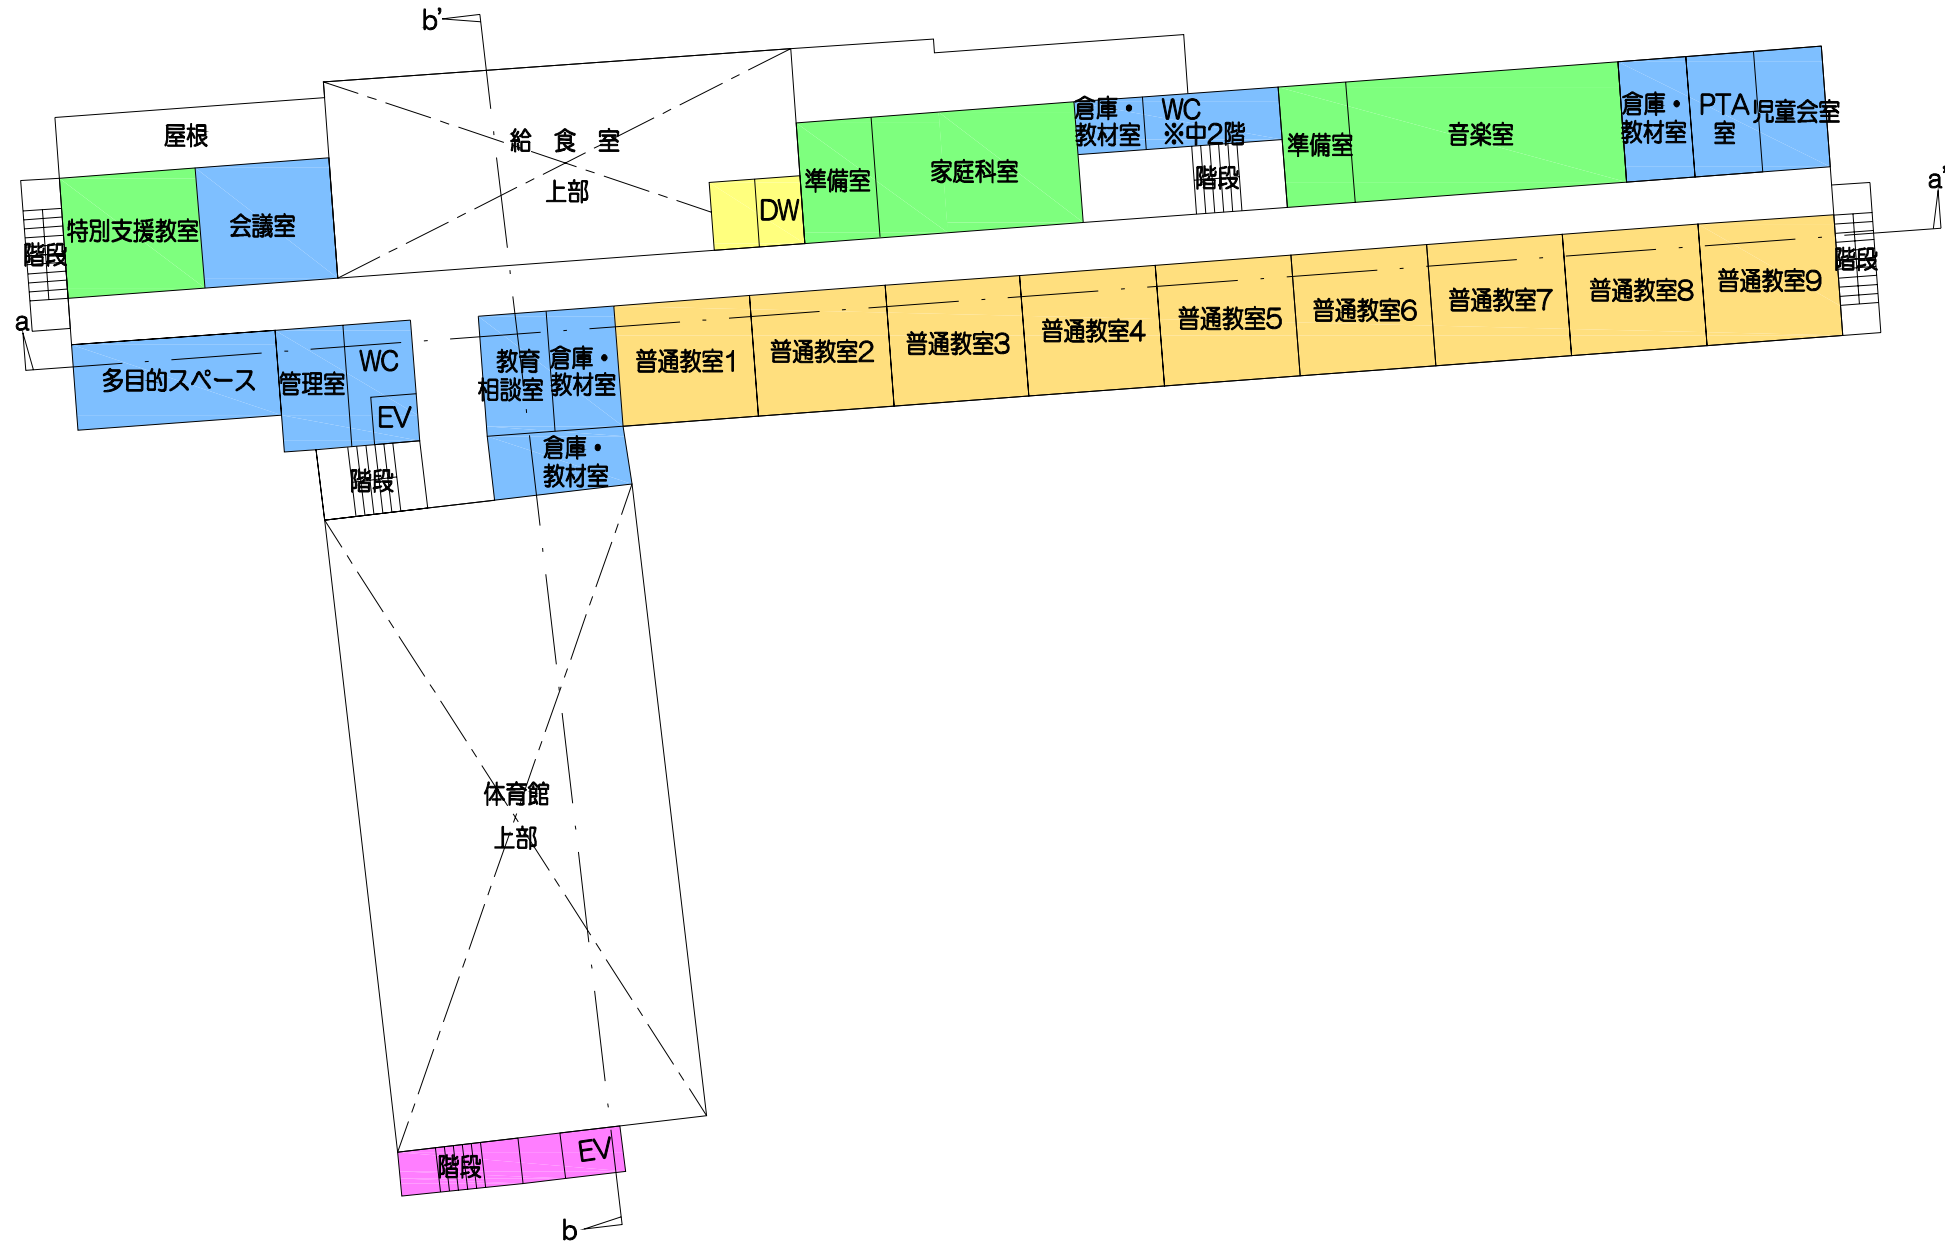 b'
屋根
給 食 室
上部
特別支援教室
会議室
階段
DW
準備室
家庭科室
倉庫・
教材室
WC
※中2階
階段
準備室
音楽室
倉庫・
教材室
PTA
室
児童会室
a'
階段
a
多目的スペース
管理室
WC
EV
階段
教育
相談室
倉庫・
教材室
倉庫・
教材室
普通教室1
普通教室2
普通教室3
普通教室4
普通教室5
普通教室6
普通教室7
普通教室8
普通教室9
体育館
上部
階段
EV
b